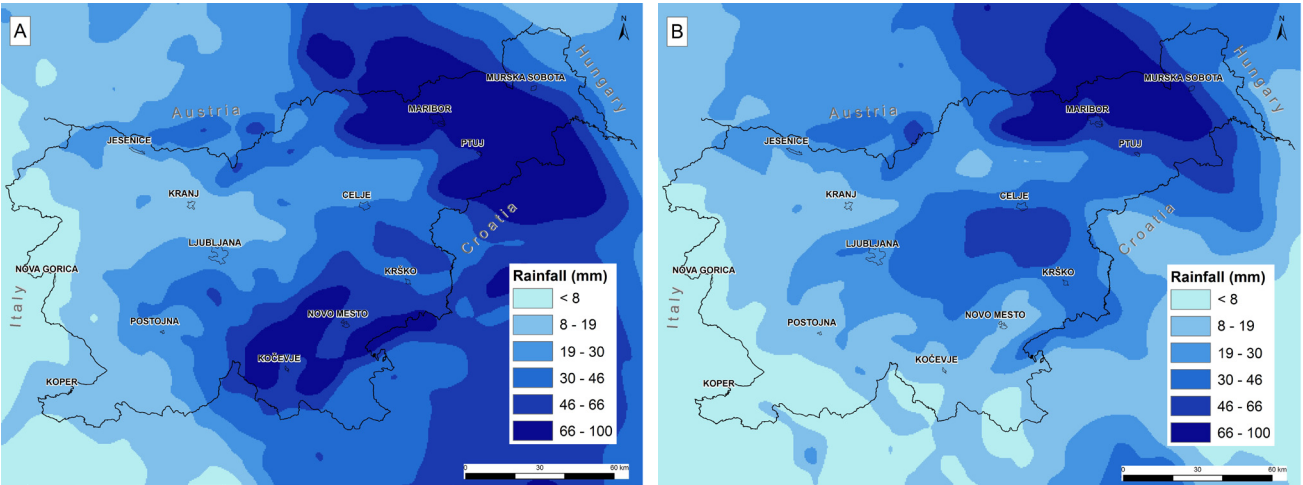 A
N
MURSKA SOBOTA
Hungary
Austria
MARIBOR
JESENICE
PTUJ
KRANJ
CELJE
Croatia
LJUBLJANA
NOVA GORICA
KRŠKO
Italy
POSTOJNA
NOVO MESTO
KOČEVJE
KOPER
Rainfall (mm)
< 8
8 - 19
19 - 30
30 - 46
46 - 66
66 - 100
0 30 60 km
B
N
MURSKA SOBOTA
Hungary
Austria
MARIBOR
JESENICE
PTUJ
KRANJ
CELJE
Croatia
LJUBLJANA
NOVA GORICA
KRŠKO
Italy
POSTOJNA
NOVO MESTO
KOČEVJE
KOPER
Rainfall (mm)
< 8
8 - 19
19 - 30
30 - 46
46 - 66
66 - 100
0 30 60 km